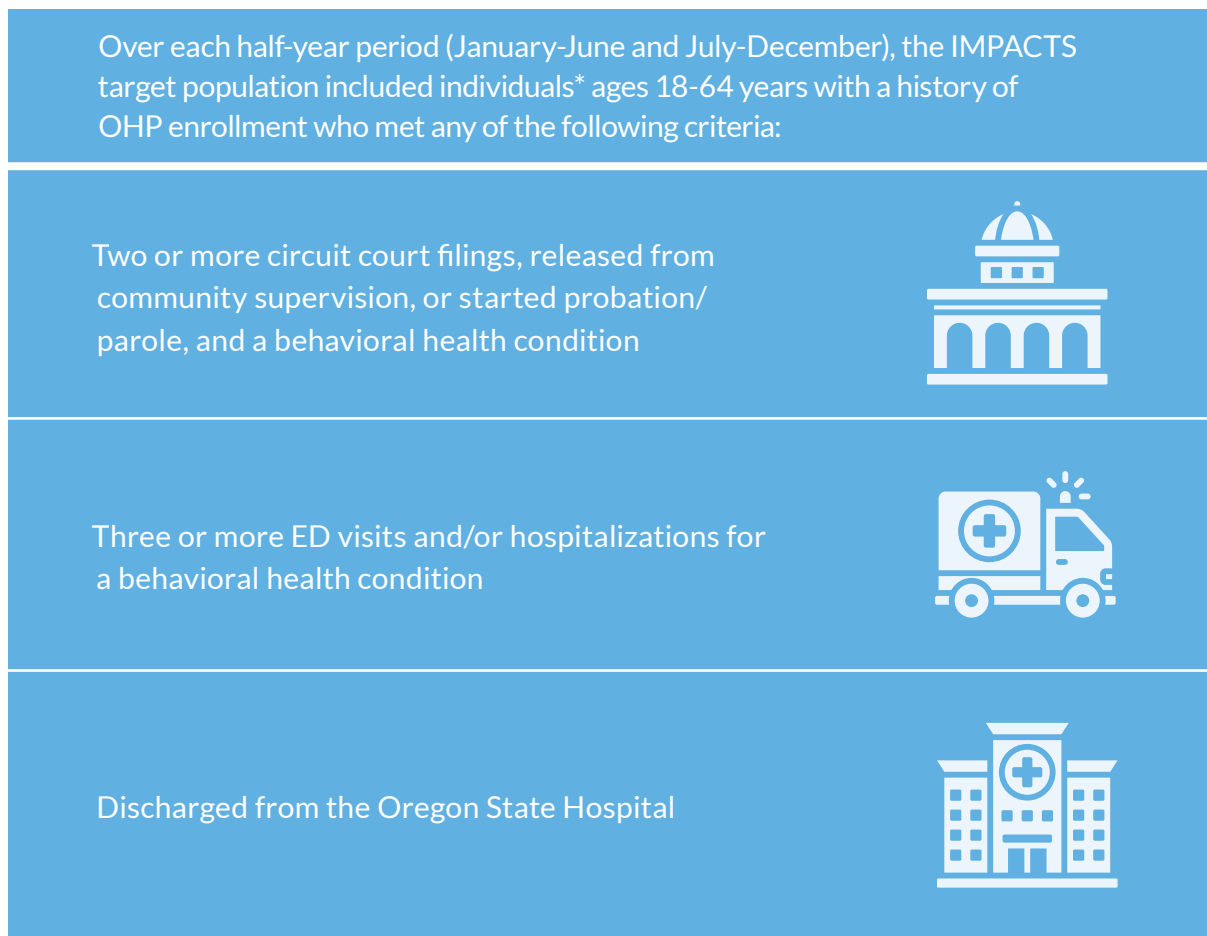 Over each half-year period (January-June and July-December), the IMPACTS
target population included individuals* ages 18-64 years with a history of
OHP enrollment who met any of the following criteria:
Two or more circuit court filings, released from
community supervision, or started probation/
parole, and a behavioral health condition
Three or more ED visits and/or hospitalizations for
a behavioral health condition
Discharged from the Oregon State Hospital